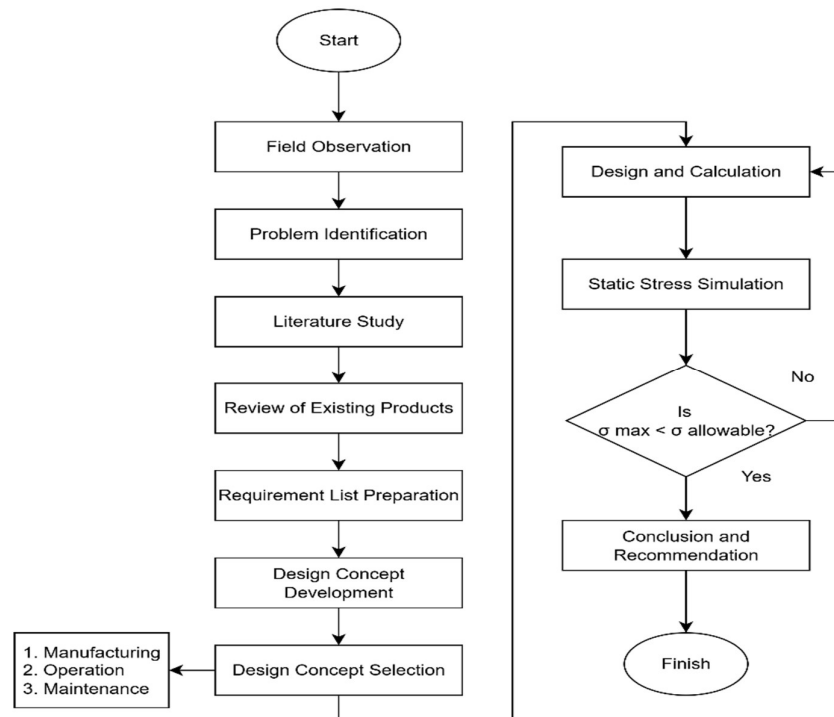 Start
Field Observation
Problem Identification
Literature Study
Review of Existing Products
Requirement List Preparation
Design Concept
Development
Design Concept Selection
1. Manufacturing
2. Operation
3. Maintenance
Design and Calculation
Static Stress Simulation
Is
σ max < σ allowable?
No
Yes
Conclusion and
Recommendation
Finish